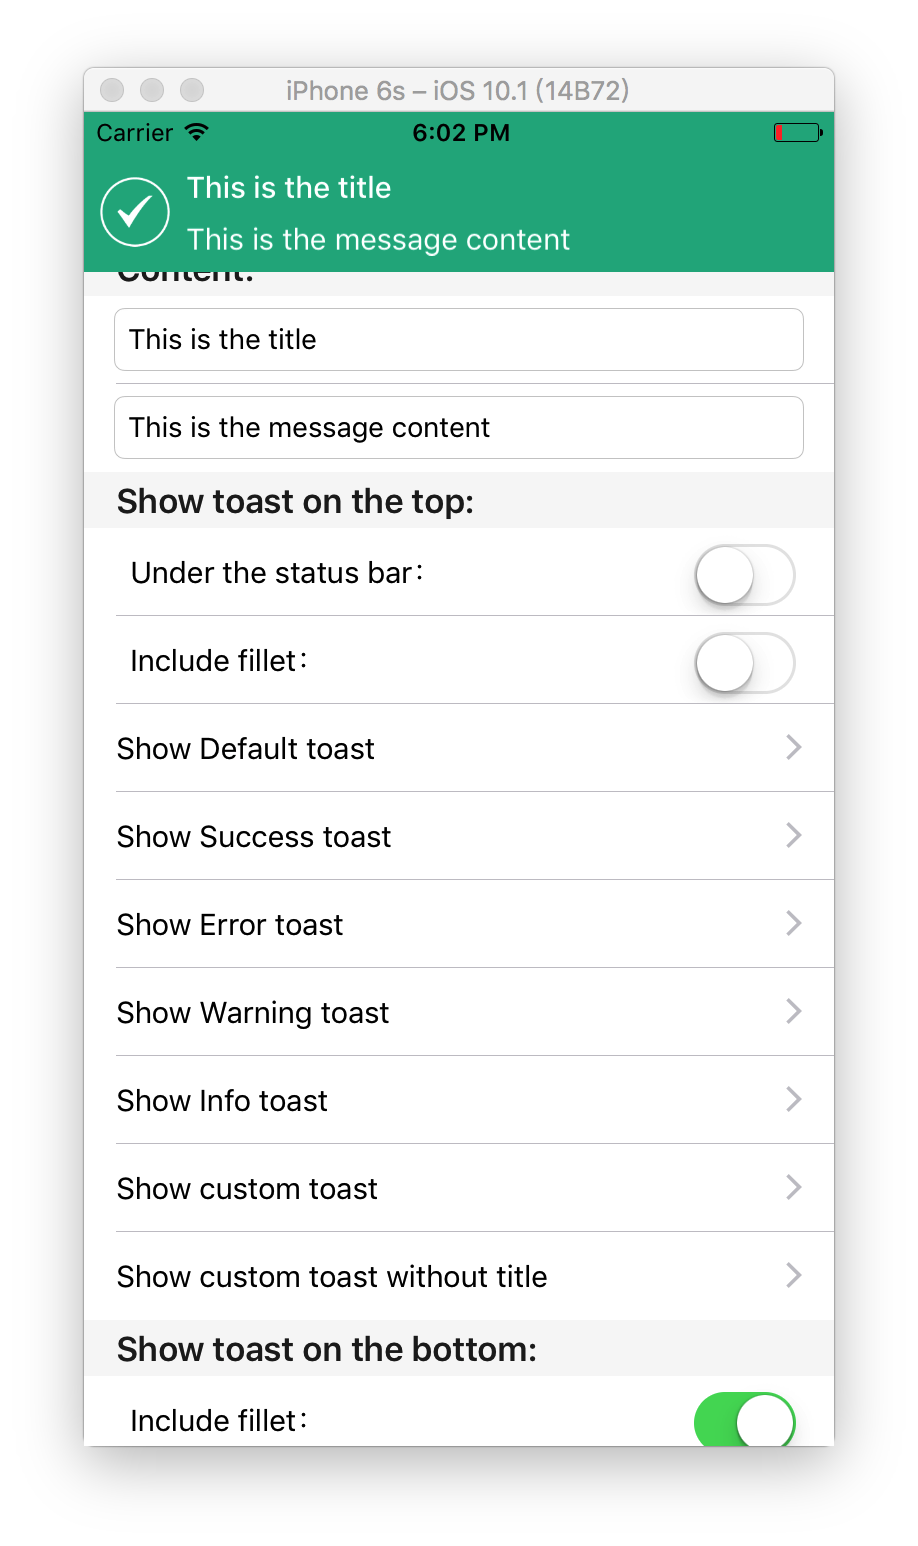 iPhone 6s – iOS 10.1 (14B72)
Carrier 6:02 PM
This is the title
This is the message content
Content:
This is the title
This is the message content
Show toast on the top:
Under the status bar:
Include fillet:
Show Default toast
Show Success toast
Show Error toast
Show Warning toast
Show Info toast
Show custom toast
Show custom toast without title
Show toast on the bottom:
Include fillet: